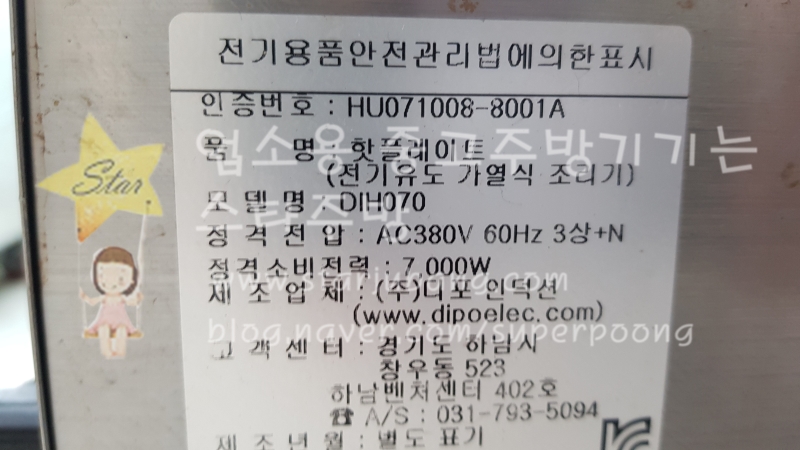 전기용품안전관리법에의한표시
인증번호 : HU071008-8001A
품 명 : 핫플레이트
(전기유도 가열식 조리기)
모델명 : DIH070
정격전압 : AC380V 60Hz 3상+N
정격소비전력 : 7,000W
제조업체 : (주)디포인덕션
(www.dipoelec.com)
고객센터 : 경기도 하남시
창우동 523
하남벤처센터 402호
☎ A/S : 031-793-5094
제조년월 : 별도 표기
Star
업소용 중고주방기기는
스타주방
www.starjubang.com
blog.naver.com/superpoong